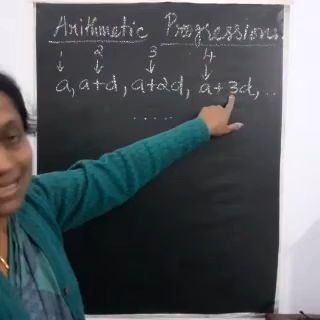 Arithmetic Progressions.
1 2 3 4
↓ ↓ ↓ ↓
a, a+d, a+2d, a+3d, ..
.....